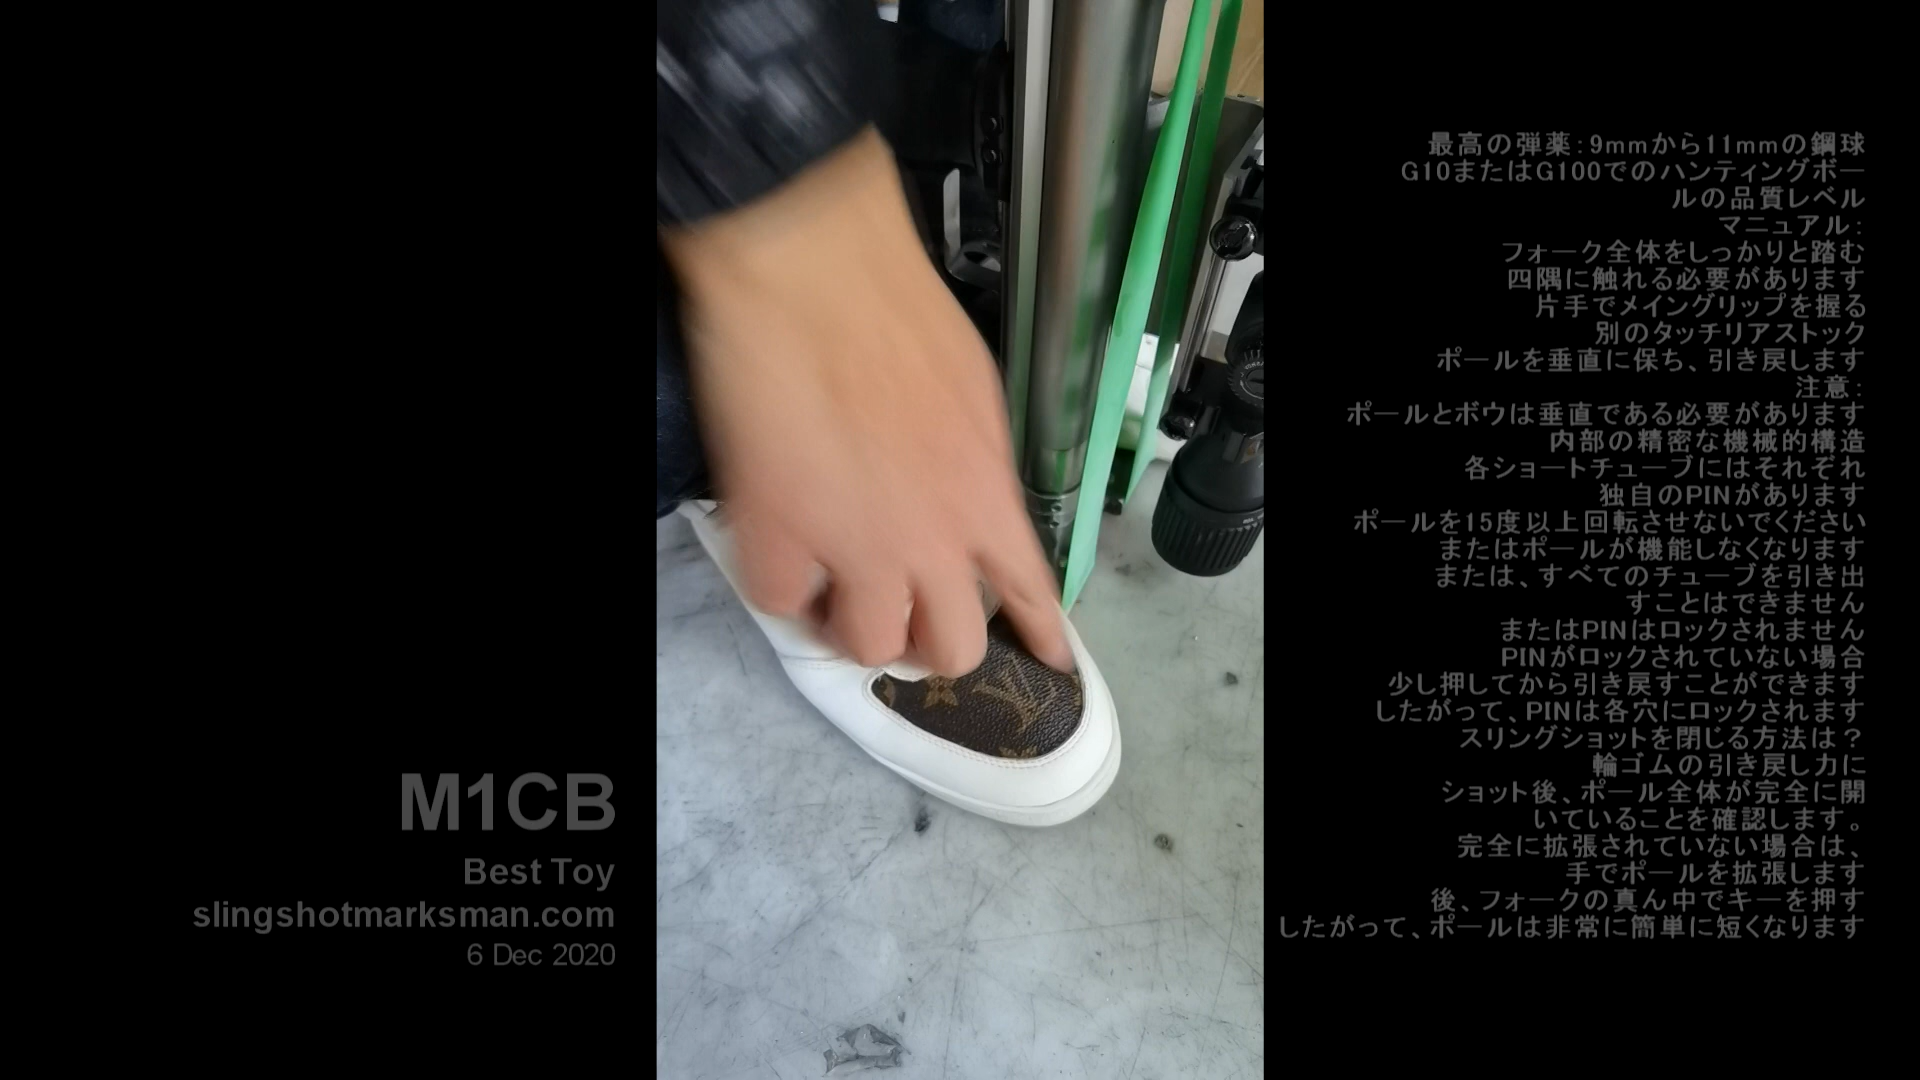 M1CB
Best Toy
slingshotmarksman.com
6 Dec 2020
最高の弾薬：9mmから11mmの鋼球
G10またはG100でのハンティングボー
ルの品質レベル
マニュアル：
フォーク全体をしっかりと踏む
四隅に触れる必要があります
片手でメイングリップを握る
別のタッチリアストック
ポールを垂直に保ち、引き戻します
注意：
ポールとボウは垂直である必要があります
内部の精密な機械的構造
各ショートチューブにはそれぞれ
独自のPINがあります
ポールを15度以上回転させないでください
またはポールが機能しなくなります
または、すべてのチューブを引き出
すことはできません
またはPINはロックされません
PINがロックされていない場合
少し押してから引き戻すことができます
したがって、PINは各穴にロックされます
スリングショットを閉じる方法は？
輪ゴムの引き戻し力に
ショット後、ポール全体が完全に開
いていることを確認します。
完全に拡張されていない場合は、
手でポールを拡張します
後、フォークの真ん中でキーを押す
したがって、ポールは非常に簡単に短くなります
LV